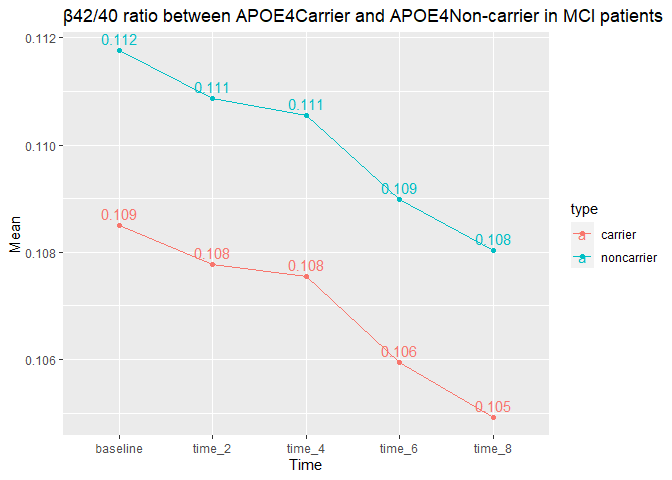 β42/40 ratio between APOE4Carrier and APOE4Non-carrier in MCI patients
0.112
0.112
0.111
0.111
0.110
0.109
0.109
0.108
0.108
0.108
0.108
0.106
0.106
0.105
Mean
baseline
time_2
time_4
time_6
time_8
Time
type
a carrier
a noncarrier